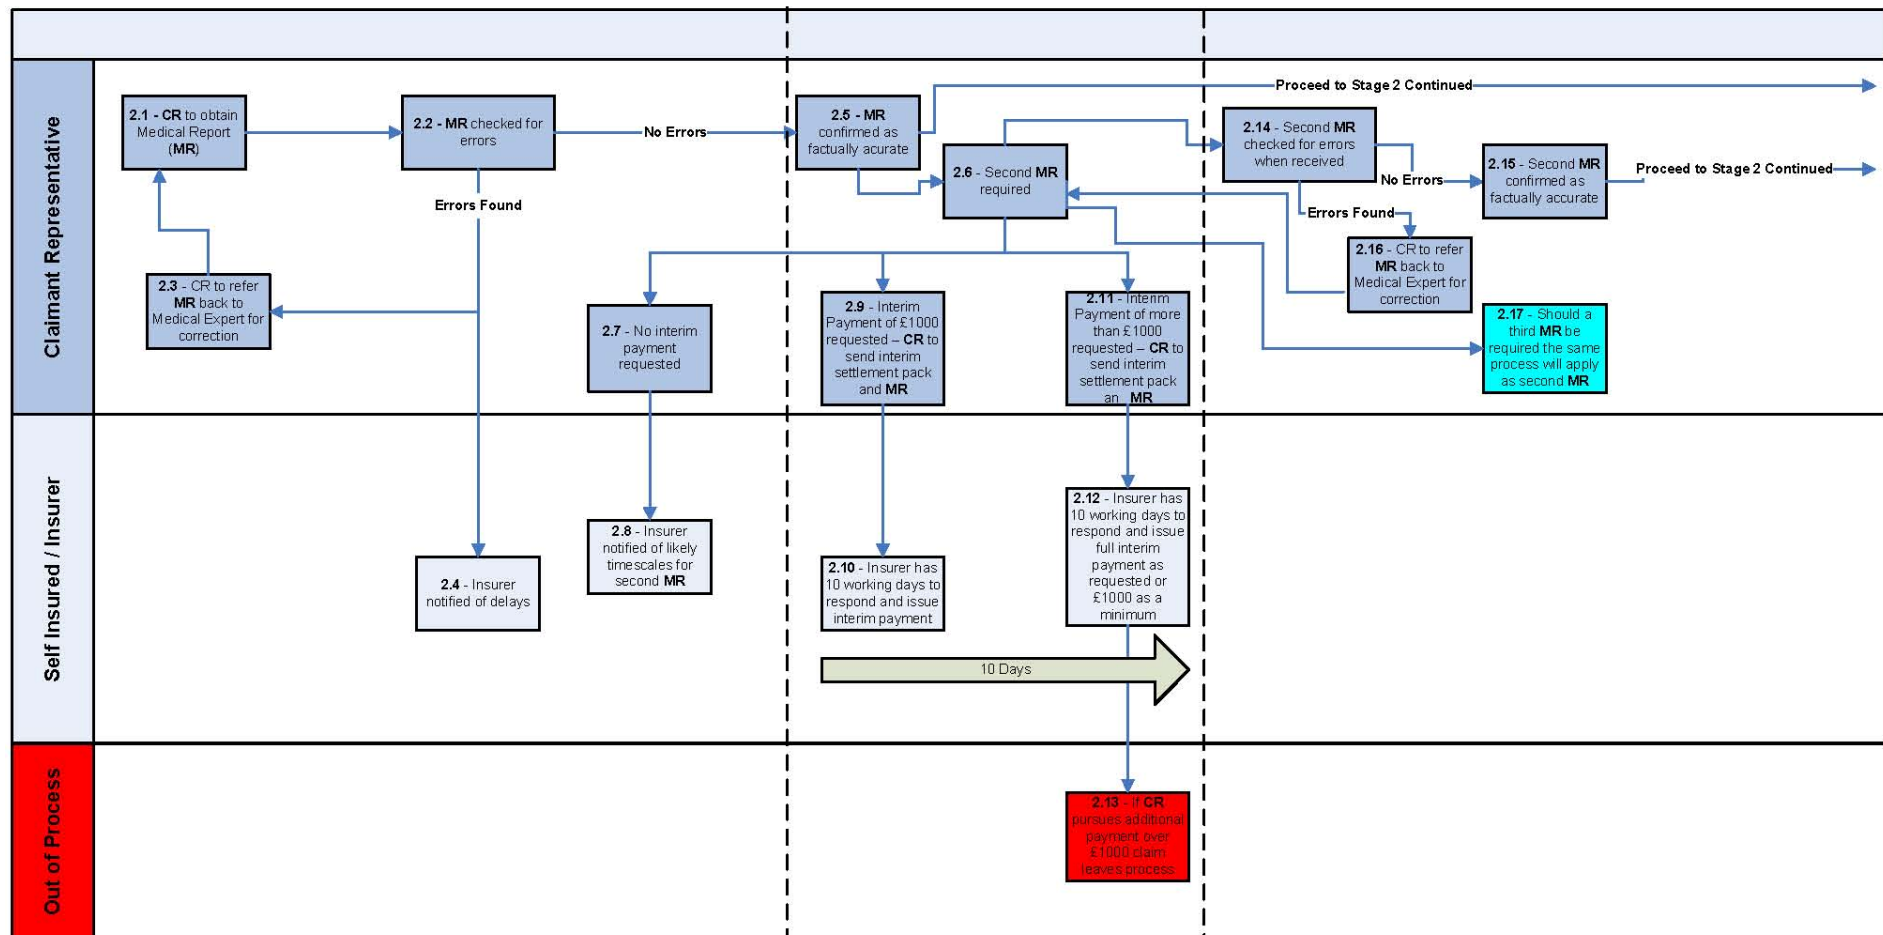 Claimant Representative
2.1 - CR to obtain
Medical Report
(MR)
2.2 - MR checked for
errors
No Errors
Errors Found
2.3 - CR to refer
MR back to
Medical Expert for
correction
2.5 - MR
confirmed as
factually acurate
Proceed to Stage 2 Continued
2.6 - Second MR
required
2.7 - No interim
payment
requested
2.9 - Interim
Payment of £1000
requested – CR to
send interim
settlement pack
and MR
2.11 - Interim
Payment of more
than £1000
requested – CR to
send interim
settlement pack
an MR
2.14 - Second MR
checked for errors
when received
No Errors
Errors Found
2.15 - Second MR
confirmed as
factually accurate
Proceed to Stage 2 Continued
2.16 - CR to refer
MR back to
Medical Expert for
correction
2.17 - Should a
third MR be
required the same
process will apply
as second MR
Self Insured / Insurer
2.4 - Insurer
notified of delays
2.8 - Insurer
notified of likely
timescales for
second MR
2.10 - Insurer has
10 working days to
respond and issue
interim payment
2.12 - Insurer has
10 working days to
respond and issue
full interim
payment as
requested or
£1000 as a
minimum
10 Days
Out of Process
2.13 - If CR
pursues additional
payment over
£1000 claim
leaves process